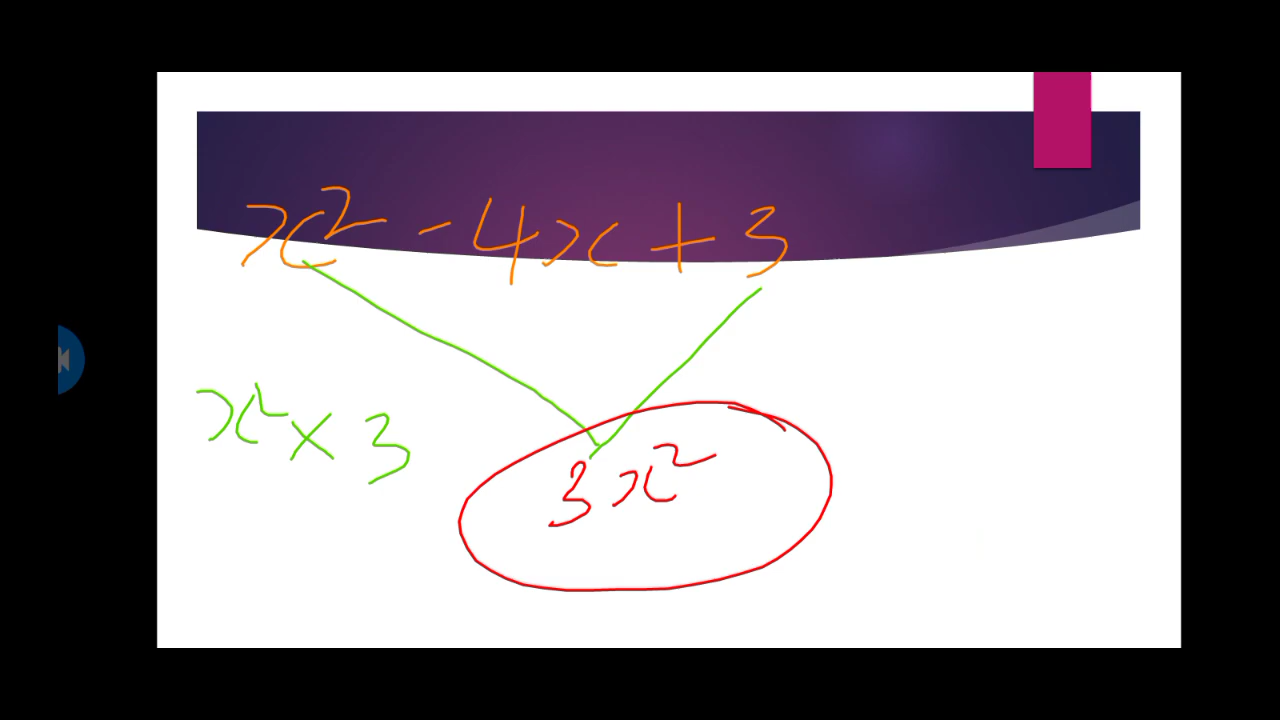 x² - 4x + 3
x² × 3
3x²